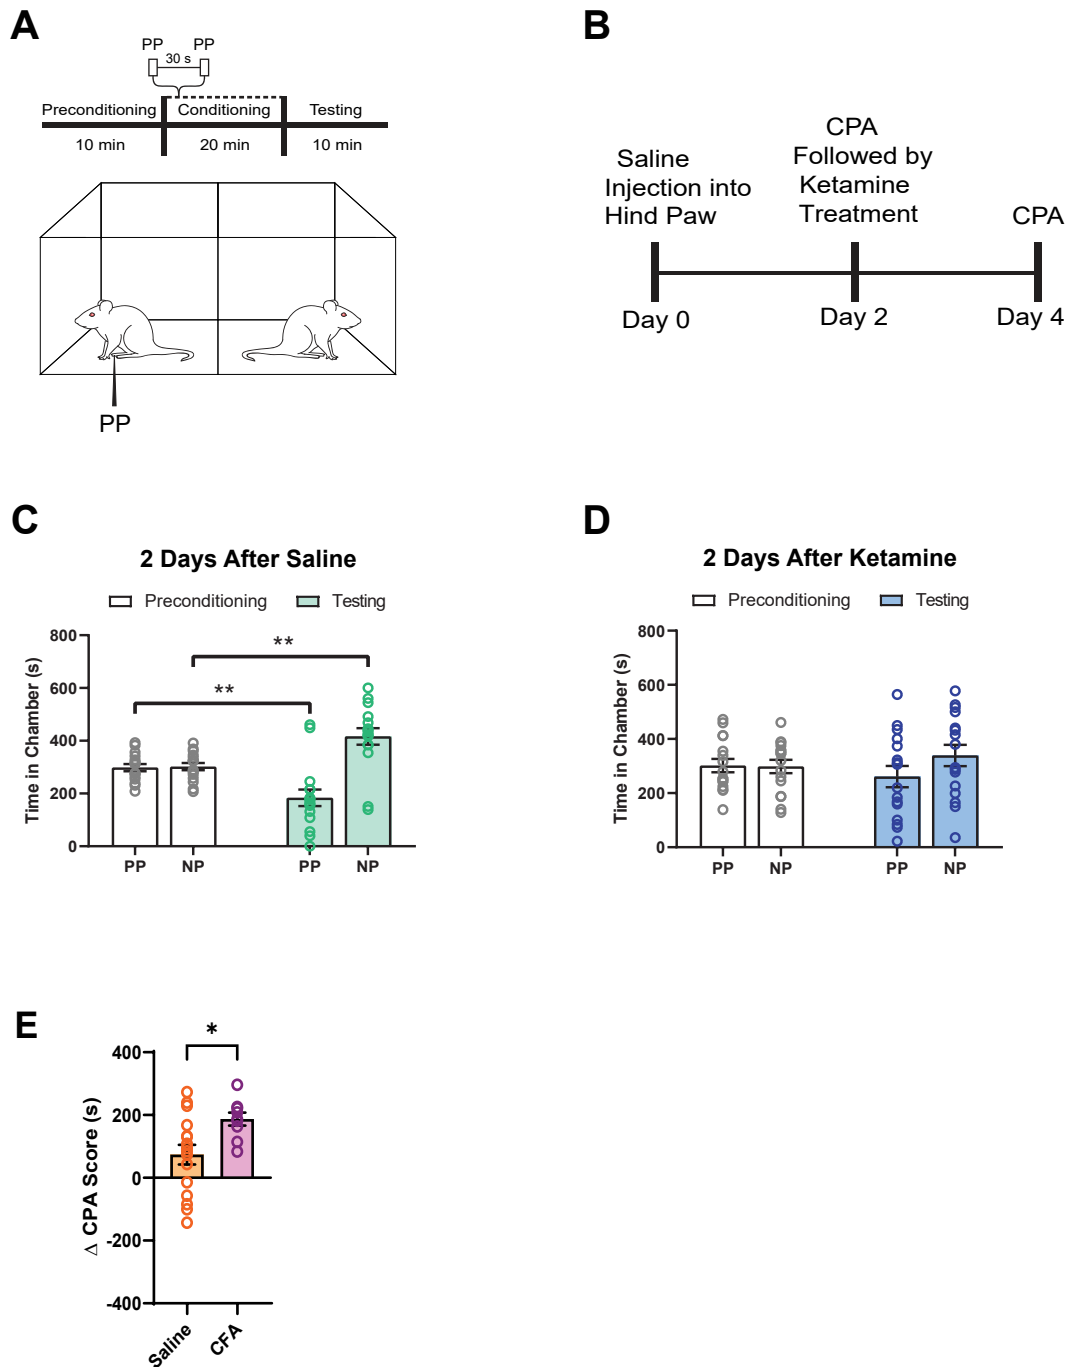 A
PP PP
30 s
Preconditioning Conditioning Testing
10 min 20 min 10 min
PP
B
Saline
Injection into
Hind Paw
CPA
Followed by
Ketamine
Treatment
CPA
Day 0 Day 2 Day 4
C
2 Days After Saline
Preconditioning Testing
Time in Chamber (s)
800
600
400
200
0
** 
**
PP NP PP NP
D
2 Days After Ketamine
Preconditioning Testing
Time in Chamber (s)
800
600
400
200
0
PP NP PP NP
E
*
Δ CPA Score (s)
400
200
0
-200
-400
Saline CFA